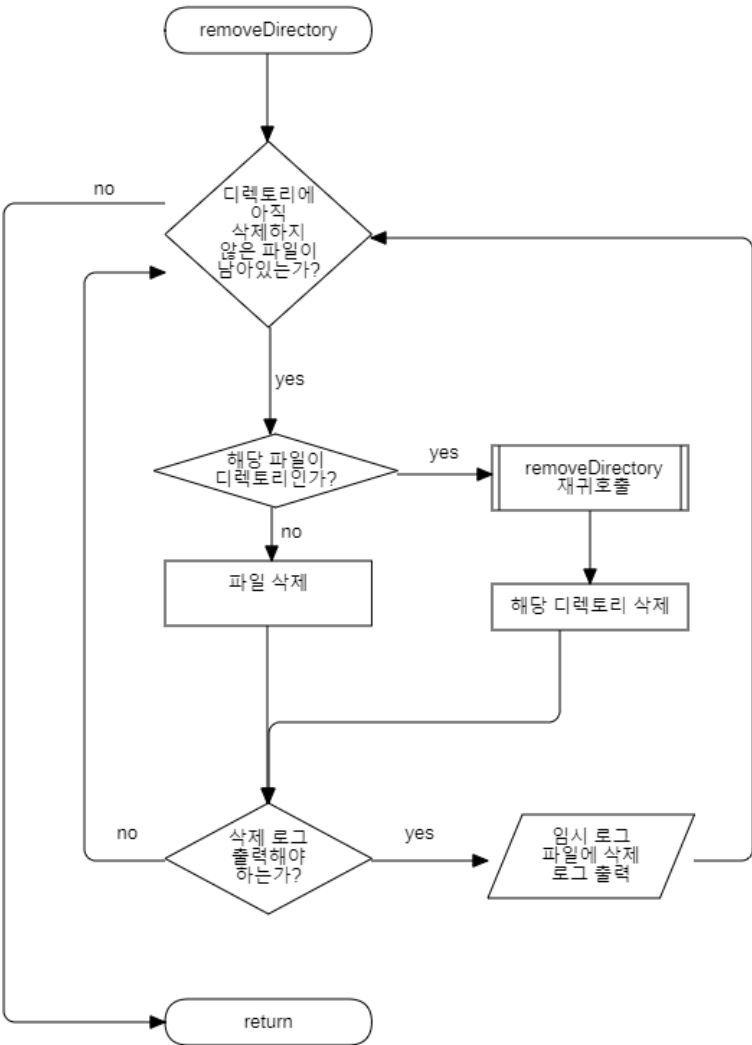 removeDirectory
no
디렉토리에
아직
삭제하지
않은 파일이
남아있는가?
yes
해당 파일이
디렉토리인가?
yes
removeDirectory
재귀호출
no
파일 삭제
해당 디렉토리 삭제
no
삭제 로그
출력해야
하는가?
yes
임시 로그
파일에 삭제
로그 출력
return